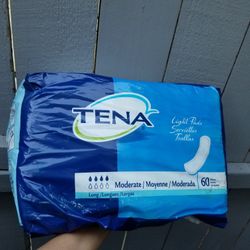 TENA
Light Pads
Serviettes
Toallas
Moderate / Moyenne / Moderada
Long / Longues / Largas
60